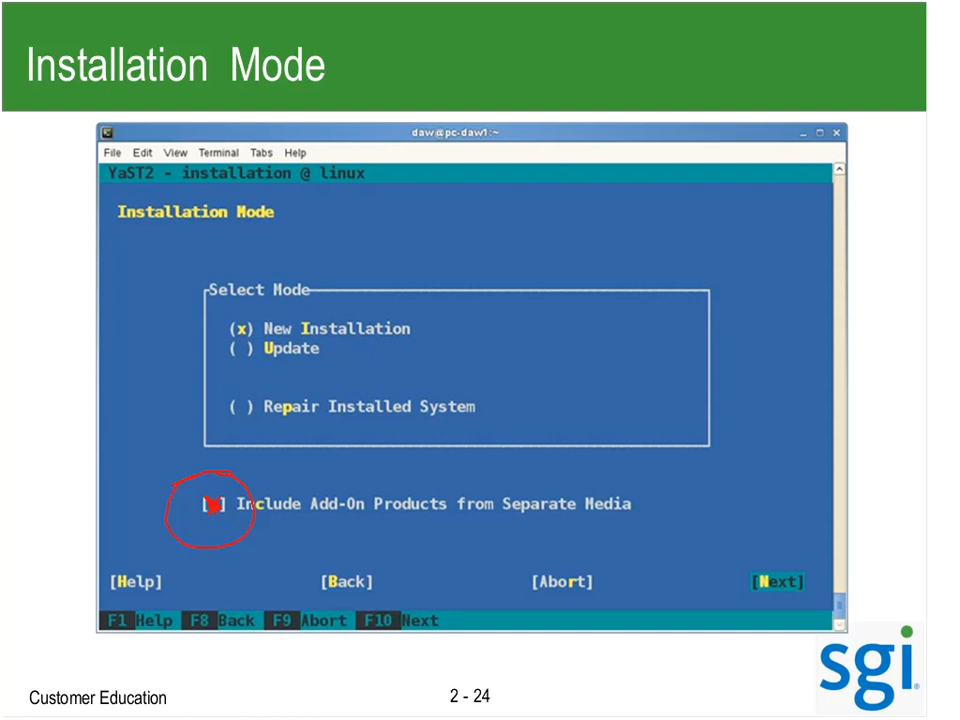 Installation Mode
daw@pc-daw1:~
File Edit View Terminal Tabs Help
YaST2 - installation @ linux
Installation Mode
Select Mode
(x) New Installation
( ) Update
( ) Repair Installed System
[x] Include Add-On Products from Separate Media
[Help] [Back] [Abort] [Next]
F1 Help F8 Back F9 Abort F10 Next
sgi®
Customer Education 2 - 24